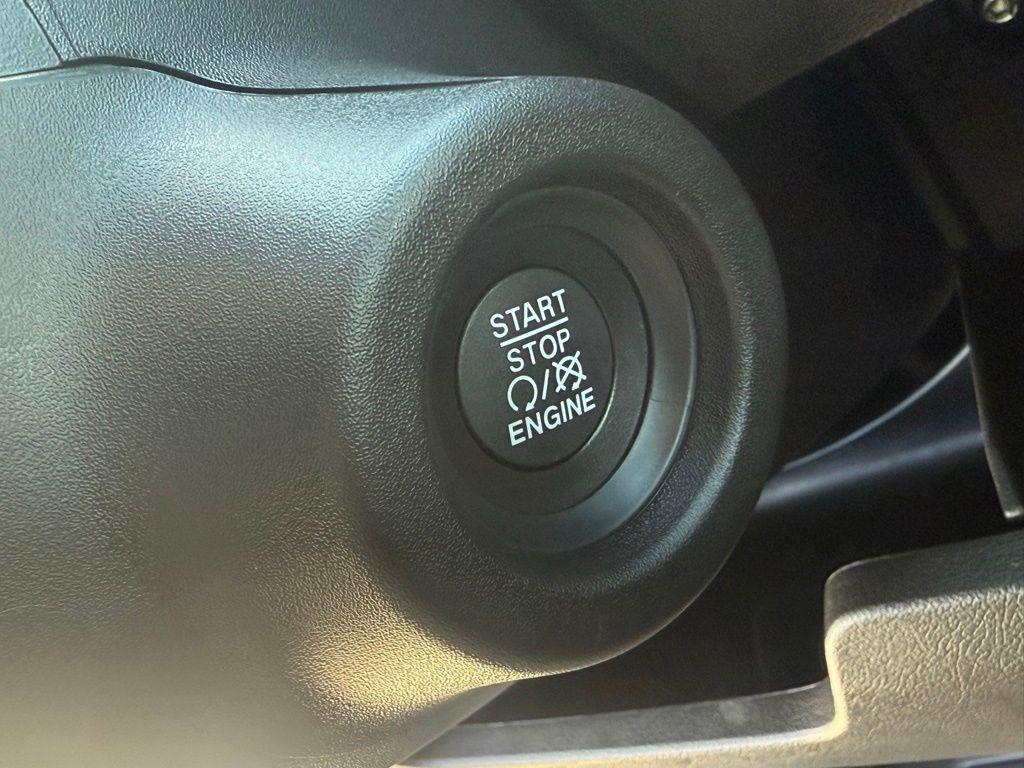 START
STOP
/
ENGINE